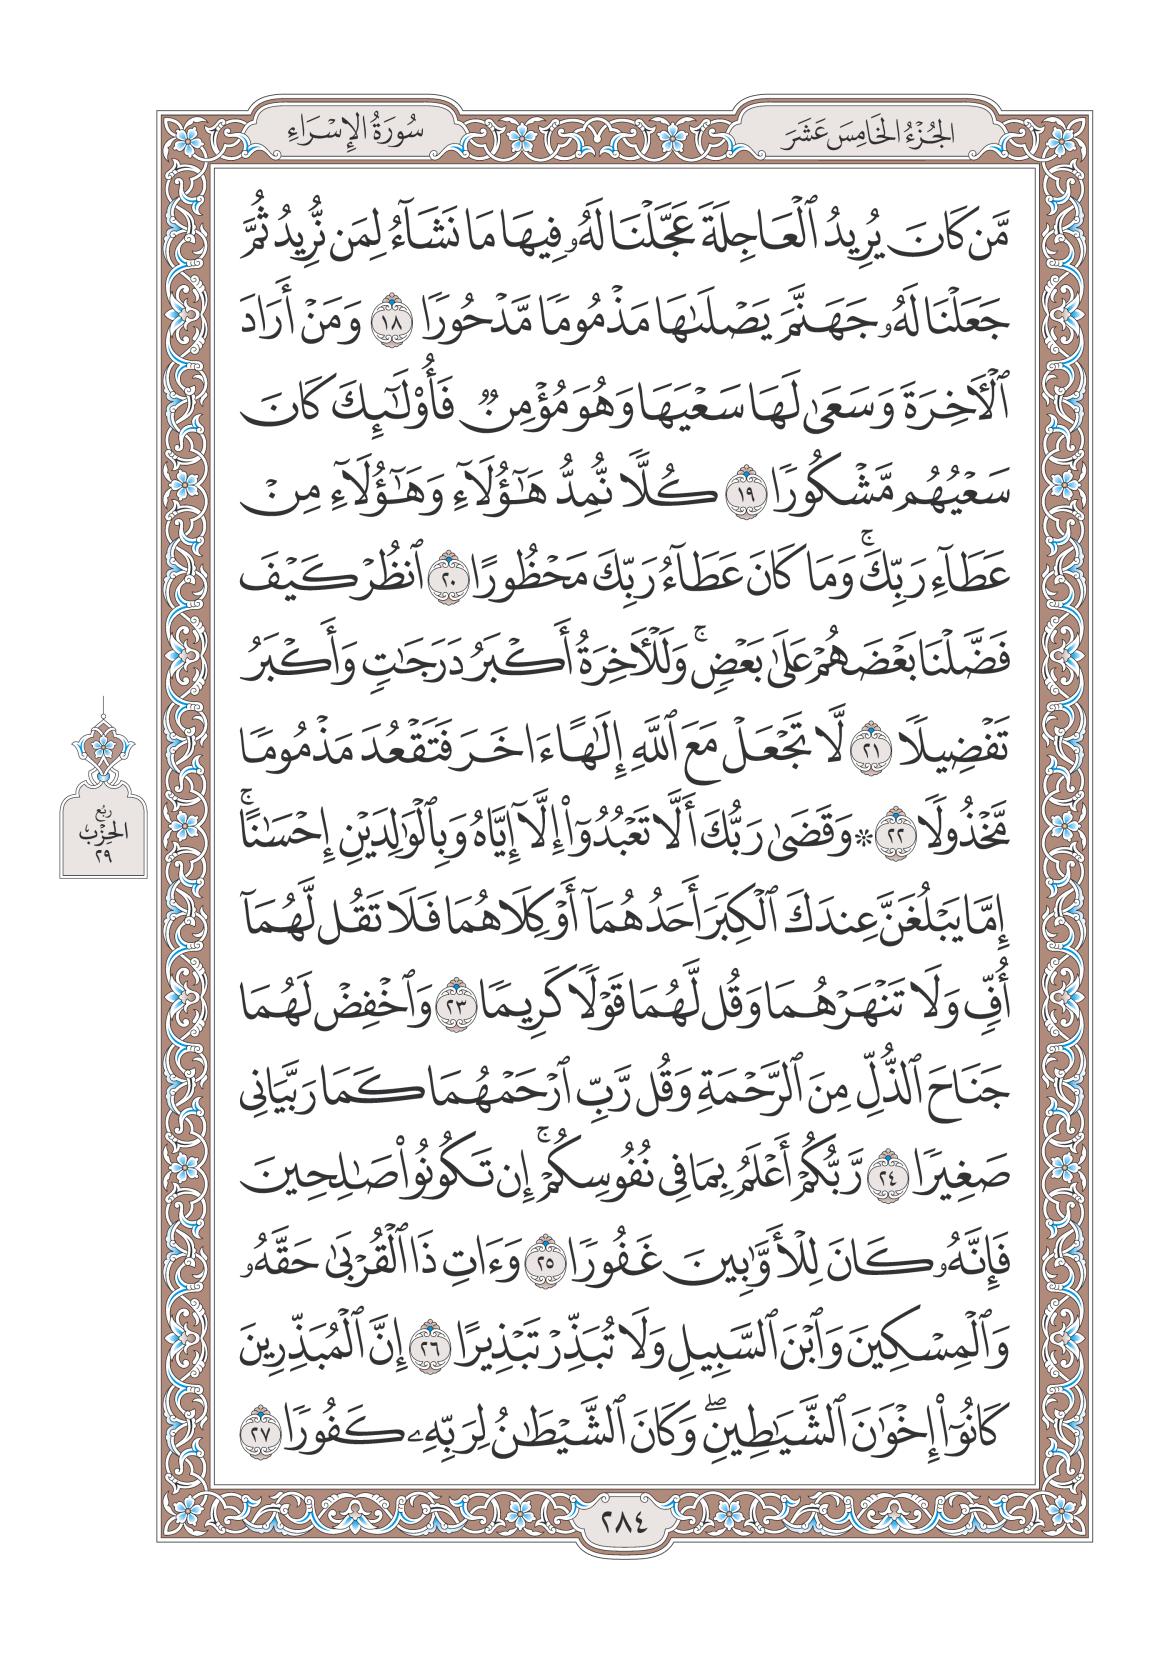 الجُزْءُ الخَامِسَ عَشَرَ
سُورَةُ الإِسْرَاءِ
مَّن كَانَ يُرِيدُ ٱلْعَاجِلَةَ عَجَّلْنَا لَهُۥ فِيهَا مَا نَشَآءُ لِمَن نُّرِيدُ ثُمَّ
جَعَلْنَا لَهُۥ جَهَنَّمَ يَصْلَىٰهَا مَذْمُومًا مَّدْحُورًا ١٨ وَمَنْ أَرَادَ
ٱلْأَخِرَةَ وَسَعَىٰ لَهَا سَعْيَهَا وَهُوَ مُؤْمِنٌ فَأُو۟لَـٰٓئِكَ كَانَ
سَعْيُهُم مَّشْكُورًا ١٩ كُلًّا نُّمِدُّ هَـٰٓؤُلَآءِ وَهَـٰٓؤُلَآءِ مِنْ
عَطَآءِ رَبِّكَ ۚ وَمَا كَانَ عَطَآءُ رَبِّكَ مَحْظُورًا ٢٠ ٱنظُرْ كَيْفَ
فَضَّلْنَا بَعْضَهُمْ عَلَىٰ بَعْضٍ ۚ وَلَلْأَخِرَةُ أَكْبَرُ دَرَجَـٰتٍ وَأَكْبَرُ
تَفْضِيلًا ٢١ لَّا تَجْعَلْ مَعَ ٱللَّهِ إِلَـٰهًا ءَاخَرَ فَتَقْعُدَ مَذْمُومًا
مَّخْذُولًا ٢٢ ۞ وَقَضَىٰ رَبُّكَ أَلَّا تَعْبُدُوٓا۟ إِلَّآ إِيَّاهُ وَبِٱلْوَٰلِدَيْنِ إِحْسَـٰنًا ۚ
إِمَّا يَبْلُغَنَّ عِندَكَ ٱلْكِبَرَ أَحَدُهُمَآ أَوْ كِلَاهُمَا فَلَا تَقُل لَّهُمَآ
أُفٍّ وَلَا تَنْهَرْهُمَا وَقُل لَّهُمَا قَوْلًا كَرِيمًا ٢٣ وَٱخْفِضْ لَهُمَا
جَنَاحَ ٱلذُّلِّ مِنَ ٱلرَّحْمَةِ وَقُل رَّبِّ ٱرْحَمْهُمَا كَمَا رَبَّيَانِى
صَغِيرًا ٢٤ رَّبُّكُمْ أَعْلَمُ بِمَا فِى نُفُوسِكُمْ ۚ إِن تَكُونُوا۟ صَـٰلِحِينَ
فَإِنَّهُۥ كَانَ لِلْأَوَّٰبِينَ غَفُورًا ٢٥ وَءَاتِ ذَا ٱلْقُرْبَىٰ حَقَّهُۥ
وَٱلْمِسْكِينَ وَٱبْنَ ٱلسَّبِيلِ وَلَا تُبَذِّرْ تَبْذِيرًا ٢٦ إِنَّ ٱلْمُبَذِّرِينَ
كَانُوٓا۟ إِخْوَٰنَ ٱلشَّيَـٰطِينِ ۖ وَكَانَ ٱلشَّيْطَـٰنُ لِرَبِّهِۦ كَفُورًا ٢٧
رُبُع
الحِزْب
٢٩
٢٨٤